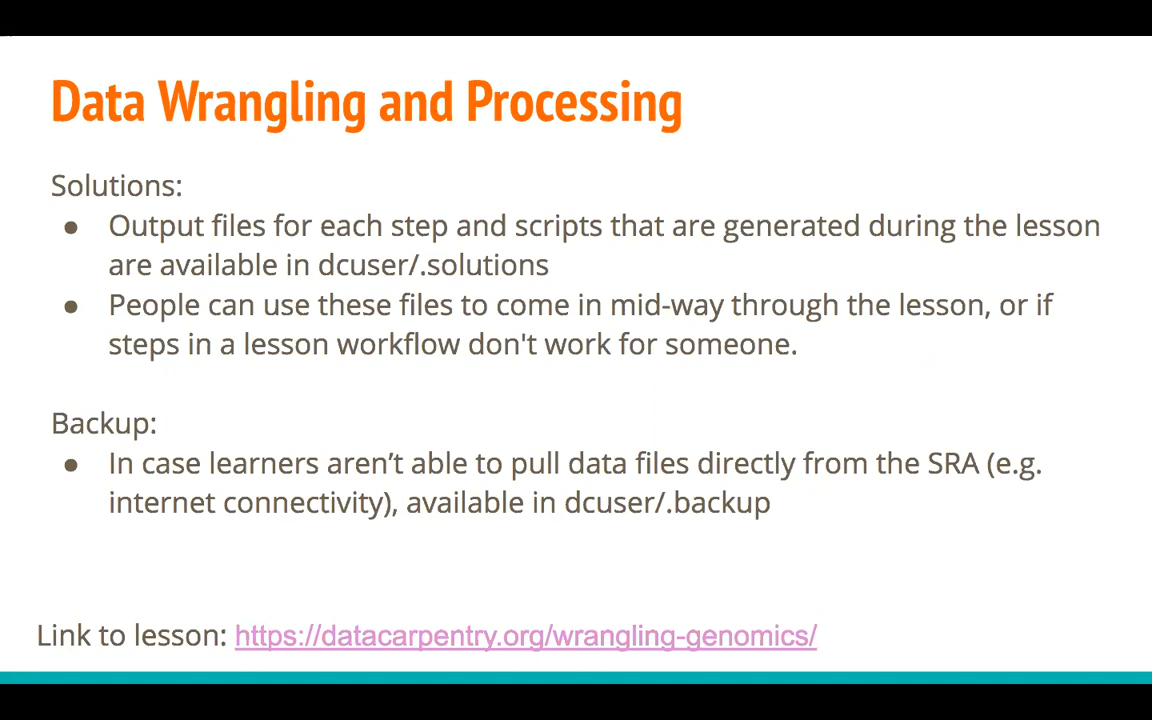 Data Wrangling and Processing
Solutions:
● Output files for each step and scripts that are generated during the lesson
are available in dcuser/.solutions
● People can use these files to come in mid-way through the lesson, or if
steps in a lesson workflow don't work for someone.
Backup:
● In case learners aren’t able to pull data files directly from the SRA (e.g.
internet connectivity), available in dcuser/.backup
Link to lesson: https://datacarpentry.org/wrangling-genomics/